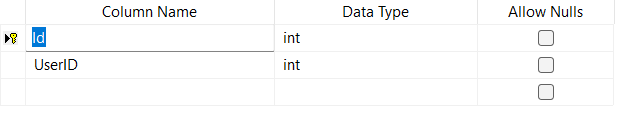 Column Name Data Type Allow Nulls
Id int
UserID int